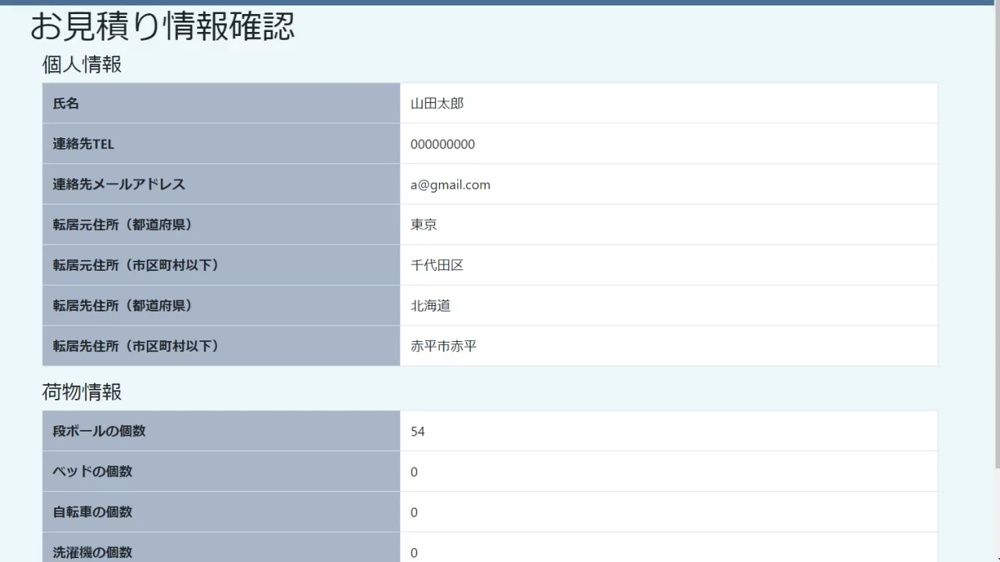 お見積り情報確認
個人情報
氏名 山田太郎
連絡先TEL 000000000
連絡先メールアドレス a@gmail.com
転居元住所（都道府県） 東京
転居元住所（市区町村以下） 千代田区
転居先住所（都道府県） 北海道
転居先住所（市区町村以下） 赤平市赤平
荷物情報
段ボールの個数 54
ベッドの個数 0
自転車の個数 0
洗濯機の個数 0